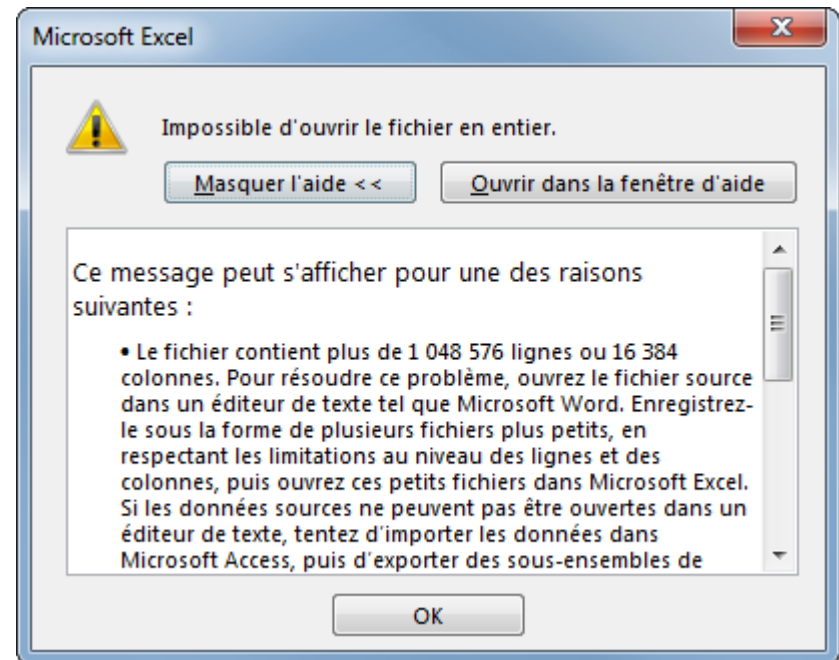 Microsoft Excel
Impossible d'ouvrir le fichier en entier.
Masquer l'aide << Ouvrir dans la fenêtre d'aide
Ce message peut s'afficher pour une des raisons
suivantes :
• Le fichier contient plus de 1 048 576 lignes ou 16 384
colonnes. Pour résoudre ce problème, ouvrez le fichier source
dans un éditeur de texte tel que Microsoft Word. Enregistrez-
le sous la forme de plusieurs fichiers plus petits, en
respectant les limitations au niveau des lignes et des
colonnes, puis ouvrez ces petits fichiers dans Microsoft Excel.
Si les données sources ne peuvent pas être ouvertes dans un
éditeur de texte, tentez d'importer les données dans
Microsoft Access, puis d'exporter des sous-ensembles de
OK